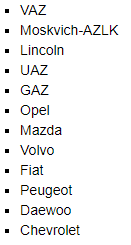 VAZ
Moskvich-AZLK
Lincoln
UAZ
GAZ
Opel
Mazda
Volvo
Fiat
Peugeot
Daewoo
Chevrolet